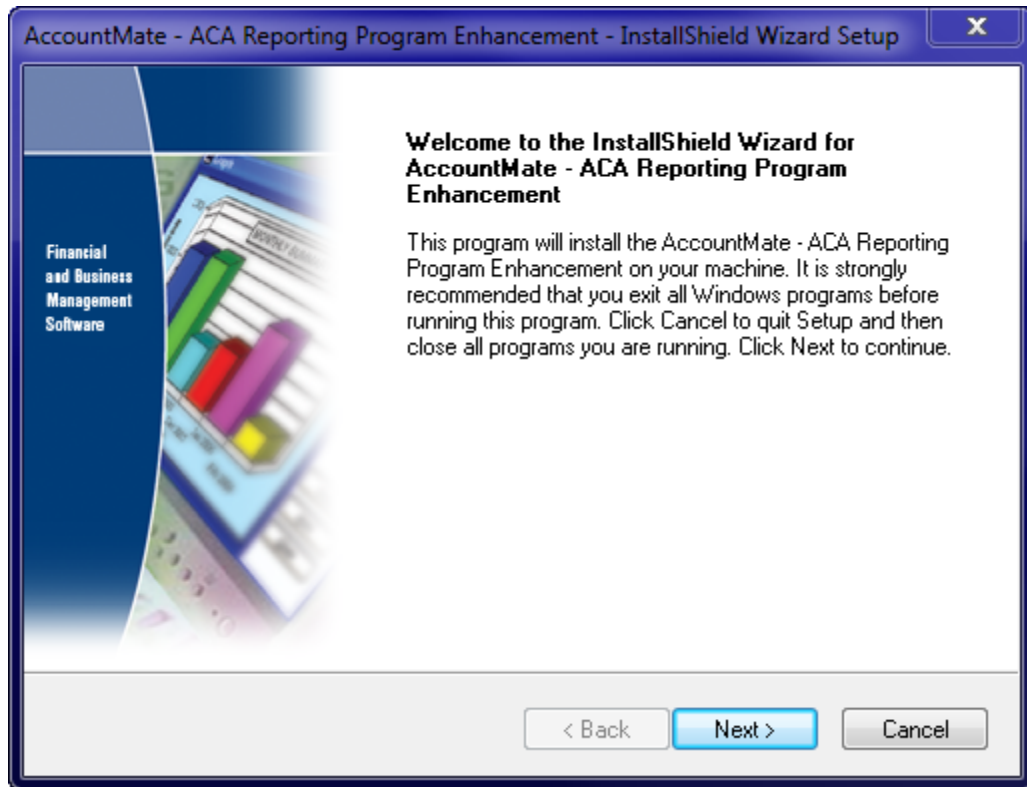 AccountMate - ACA Reporting Program Enhancement - InstallShield Wizard Setup
X
Financial
and Business
Management
Software
Welcome to the InstallShield Wizard for
AccountMate - ACA Reporting Program
Enhancement
This program will install the AccountMate - ACA Reporting
Program Enhancement on your machine. It is strongly
recommended that you exit all Windows programs before
running this program. Click Cancel to quit Setup and then
close all programs you are running. Click Next to continue.
< Back
Next >
Cancel